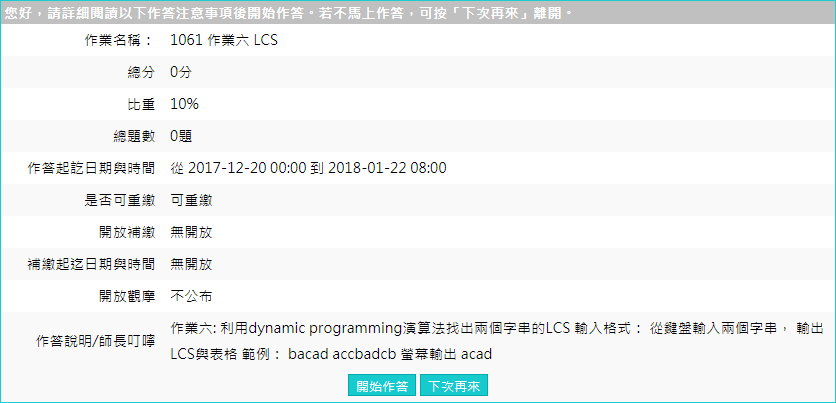 您好，請詳細閱讀以下作答注意事項後開始作答。若不馬上作答，可按「下次再來」離開。
作業名稱： 1061 作業六 LCS
總分 0分
比重 10%
總題數 0題
作答起訖日期與時間 從 2017-12-20 00:00 到 2018-01-22 08:00
是否可重繳 可重繳
開放補繳 無開放
補繳起迄日期與時間 無開放
開放觀摩 不公布
作答說明/師長叮嚀 作業六: 利用dynamic programming演算法找出兩個字串的LCS 輸入格式： 從鍵盤輸入兩個字串， 輸出
LCS與表格 範例： bacad accbadcb 螢幕輸出 acad
開始作答 下次再來